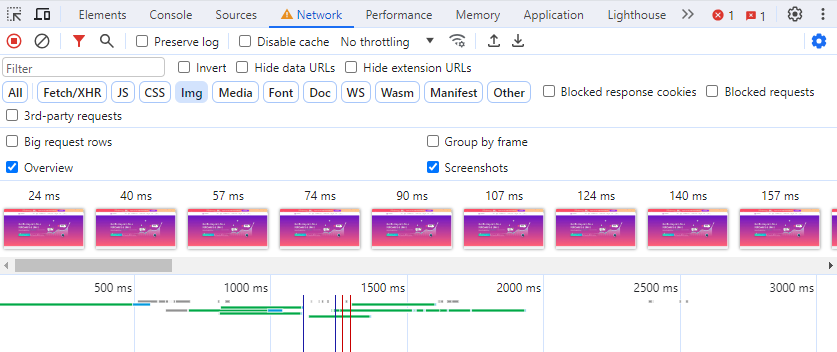 Elements Console Sources Network Performance Memory Application Lighthouse 1 1
Preserve log Disable cache No throttling
Filter Invert Hide data URLs Hide extension URLs
All Fetch/XHR JS CSS Img Media Font Doc WS Wasm Manifest Other Blocked response cookies Blocked requests
3rd-party requests
Big request rows Group by frame
Overview Screenshots
24 ms 40 ms 57 ms 74 ms 90 ms 107 ms 124 ms 140 ms 157 ms
500 ms 1000 ms 1500 ms 2000 ms 2500 ms 3000 ms